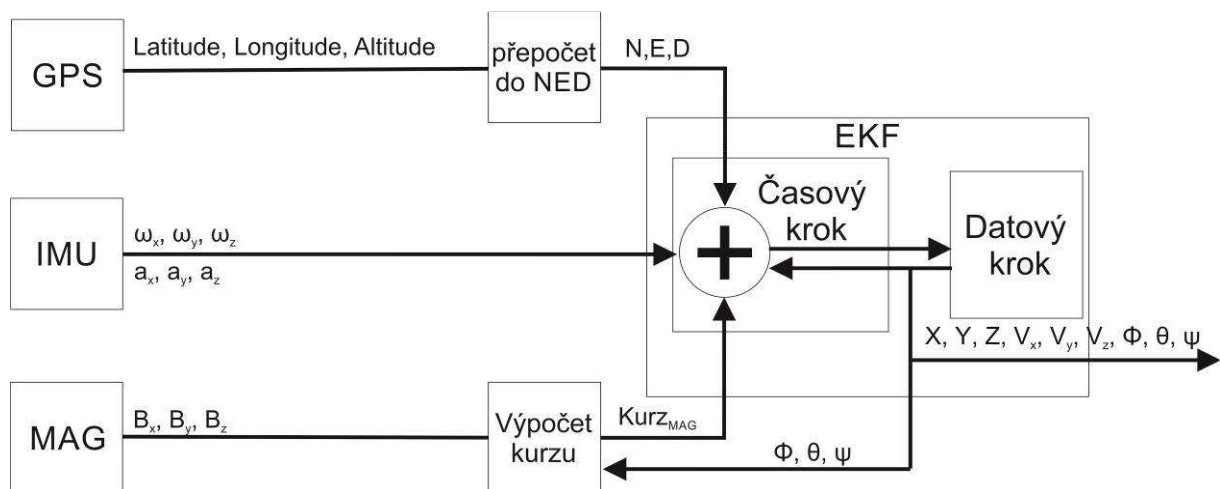 GPS
Latitude, Longitude, Altitude
přepočet
do NED
N,E,D
EKF
Časový
krok
Datový
krok
IMU
ωx, ωy, ωz
ax, ay, az
X, Y, Z, Vx, Vy, Vz, Φ, θ, ψ
MAG
Bx, By, Bz
Výpočet
kurzu
KurzMAG
Φ, θ, ψ